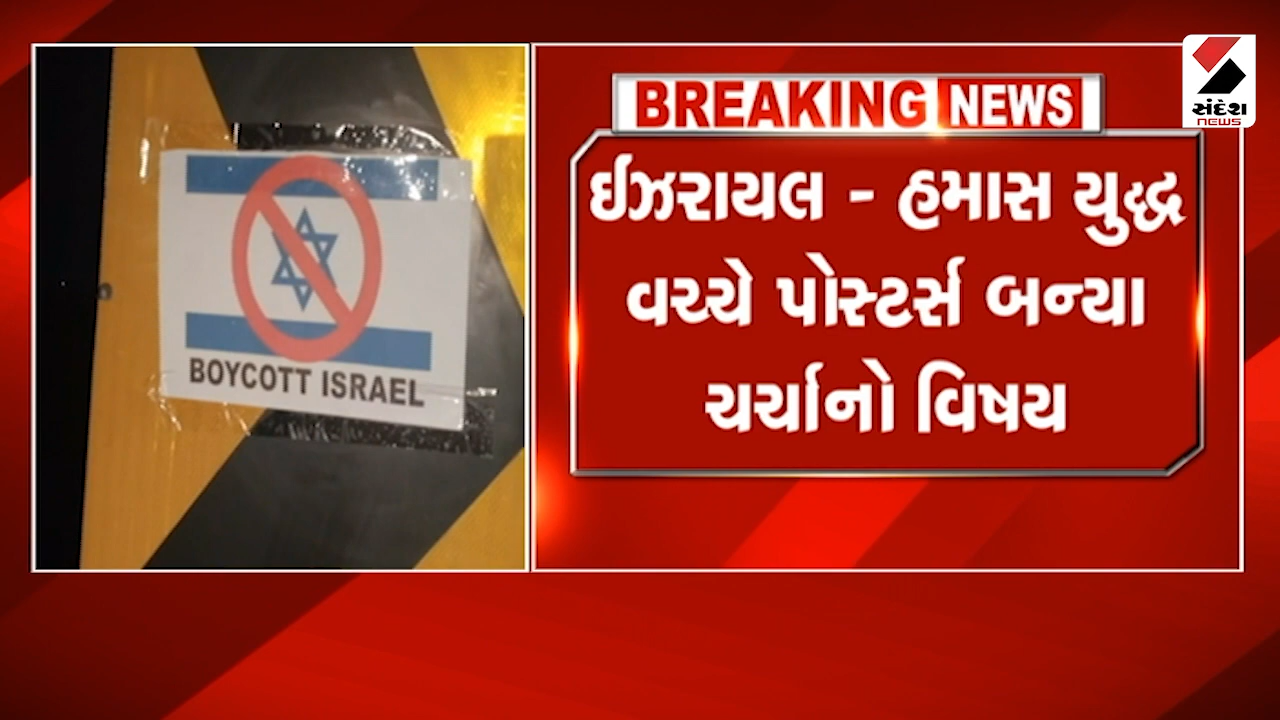 BOYCOTT ISRAEL
BREAKING NEWS
ઈઝરાયલ - હમાસ યુદ્ધ
વચ્ચે પોસ્ટર્સ બન્યા
ચર્ચાનો વિષય
સંદેશ
NEWS